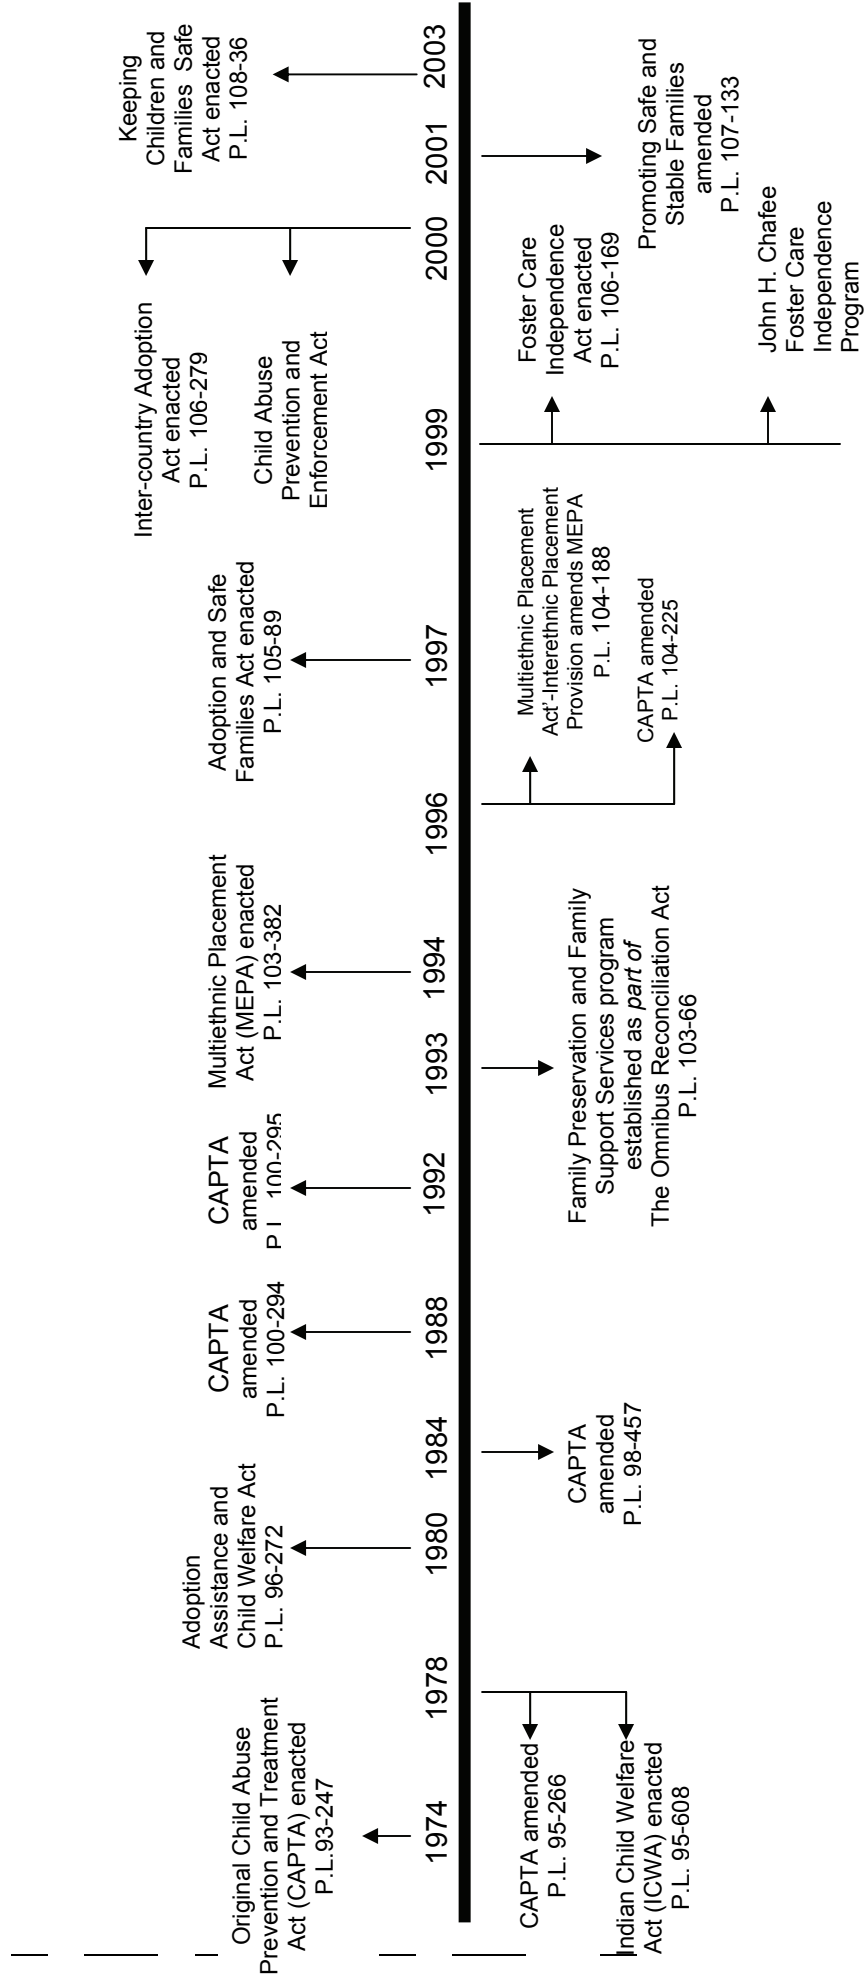 Original Child Abuse
Prevention and Treatment
Act (CAPTA) enacted
P.L.93-247
1974
CAPTA amended
P.L. 95-266
Indian Child Welfare
Act (ICWA) enacted
P.L. 95-608
1978
Adoption
Assistance and
Child Welfare Act
P.L. 96-272
1980
CAPTA
amended
P.L. 98-457
1984
CAPTA
amended
P.L. 100-294
1988
CAPTA
amended
P.L. 100-295
1992
Family Preservation and Family
Support Services program
established as part of
The Omnibus Reconciliation Act
P.L. 103-66
1993
Multiethnic Placement
Act (MEPA) enacted
P.L. 103-382
1994
Multiethnic Placement
Act'-Interethnic Placement
Provision amends MEPA
P.L. 104-188
CAPTA amended
P.L. 104-225
1996
Adoption and Safe
Families Act enacted
P.L. 105-89
1997
Foster Care
Independence
Act enacted
P.L. 106-169
John H. Chafee
Foster Care
Independence
Program
1999
Inter-country Adoption
Act enacted
P.L. 106-279
Child Abuse
Prevention and
Enforcement Act
2000
Promoting Safe and
Stable Families
amended
P.L. 107-133
2001
Keeping
Children and
Families Safe
Act enacted
P.L. 108-36
2003